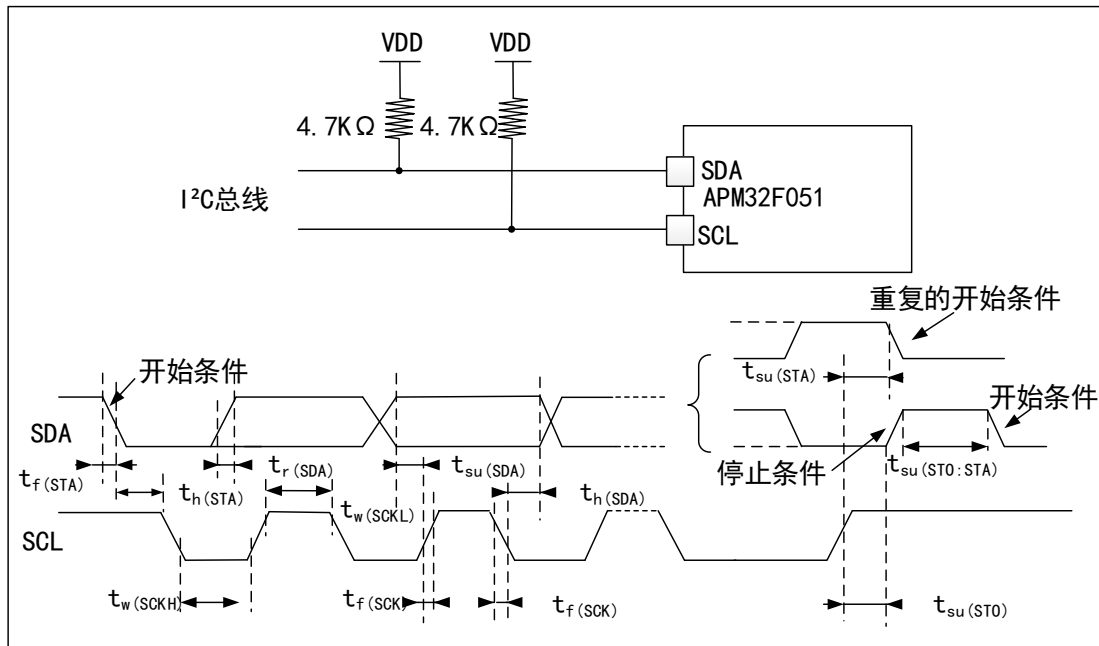 VDD
VDD
4.7KΩ
4.7KΩ
SDA
APM32F051
I²C总线
SCL
重复的开始条件
开始条件
tsu(STA)
开始条件
SDA
停止条件
tsu(STO:STA)
tf(STA)
th(STA)
tr(SDA)
tsu(SDA)
th(SDA)
tw(SCKL)
SCL
tw(SCKH)
tf(SCK)
tf(SCK)
tsu(STO)